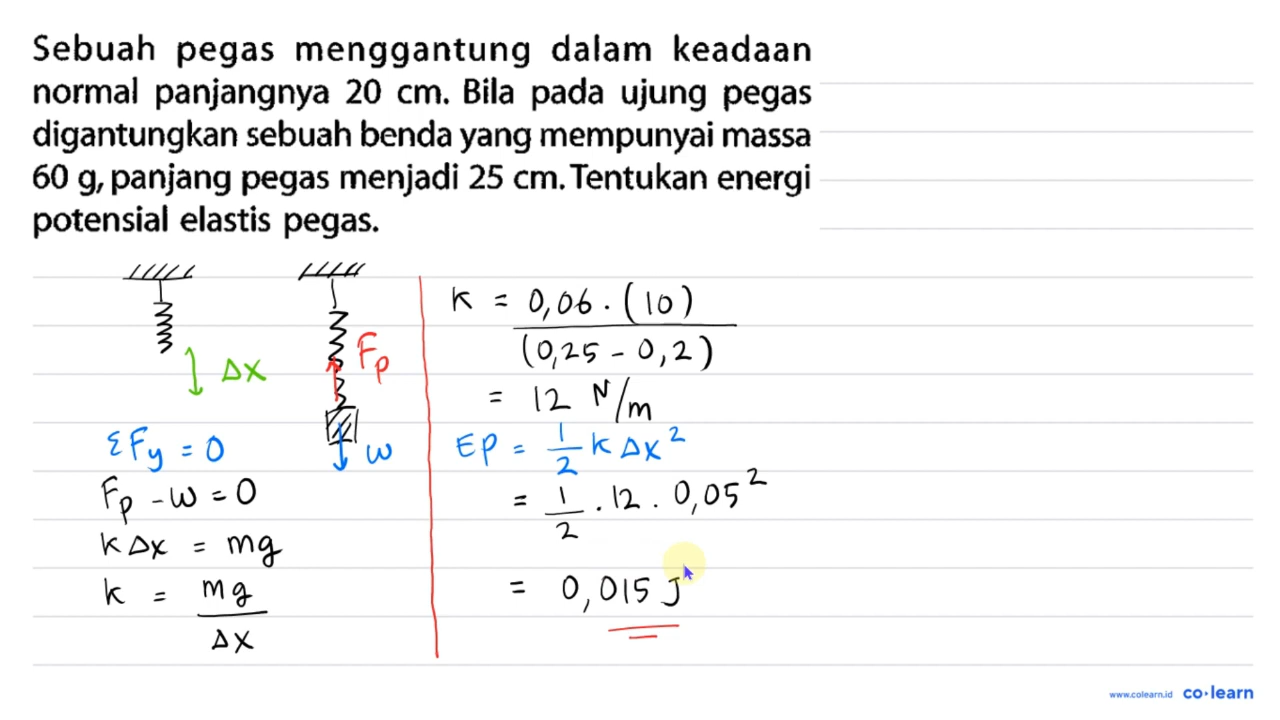 Sebuah pegas menggantung dalam keadaan
normal panjangnya 20 cm. Bila pada ujung pegas
digantungkan sebuah benda yang mempunyai massa
60 g, panjang pegas menjadi 25 cm. Tentukan energi
potensial elastis pegas.
Δx
Fp
w
ΣFy = 0
Fp - w = 0
kΔx = mg
k = mg
Δx
k = 0,06 . (10)
(0,25 - 0,2)
= 12 N/m
EP = 1/2 k Δx²
= 1/2 . 12 . 0,05²
= 0,015 J
www.colearn.id co·learn